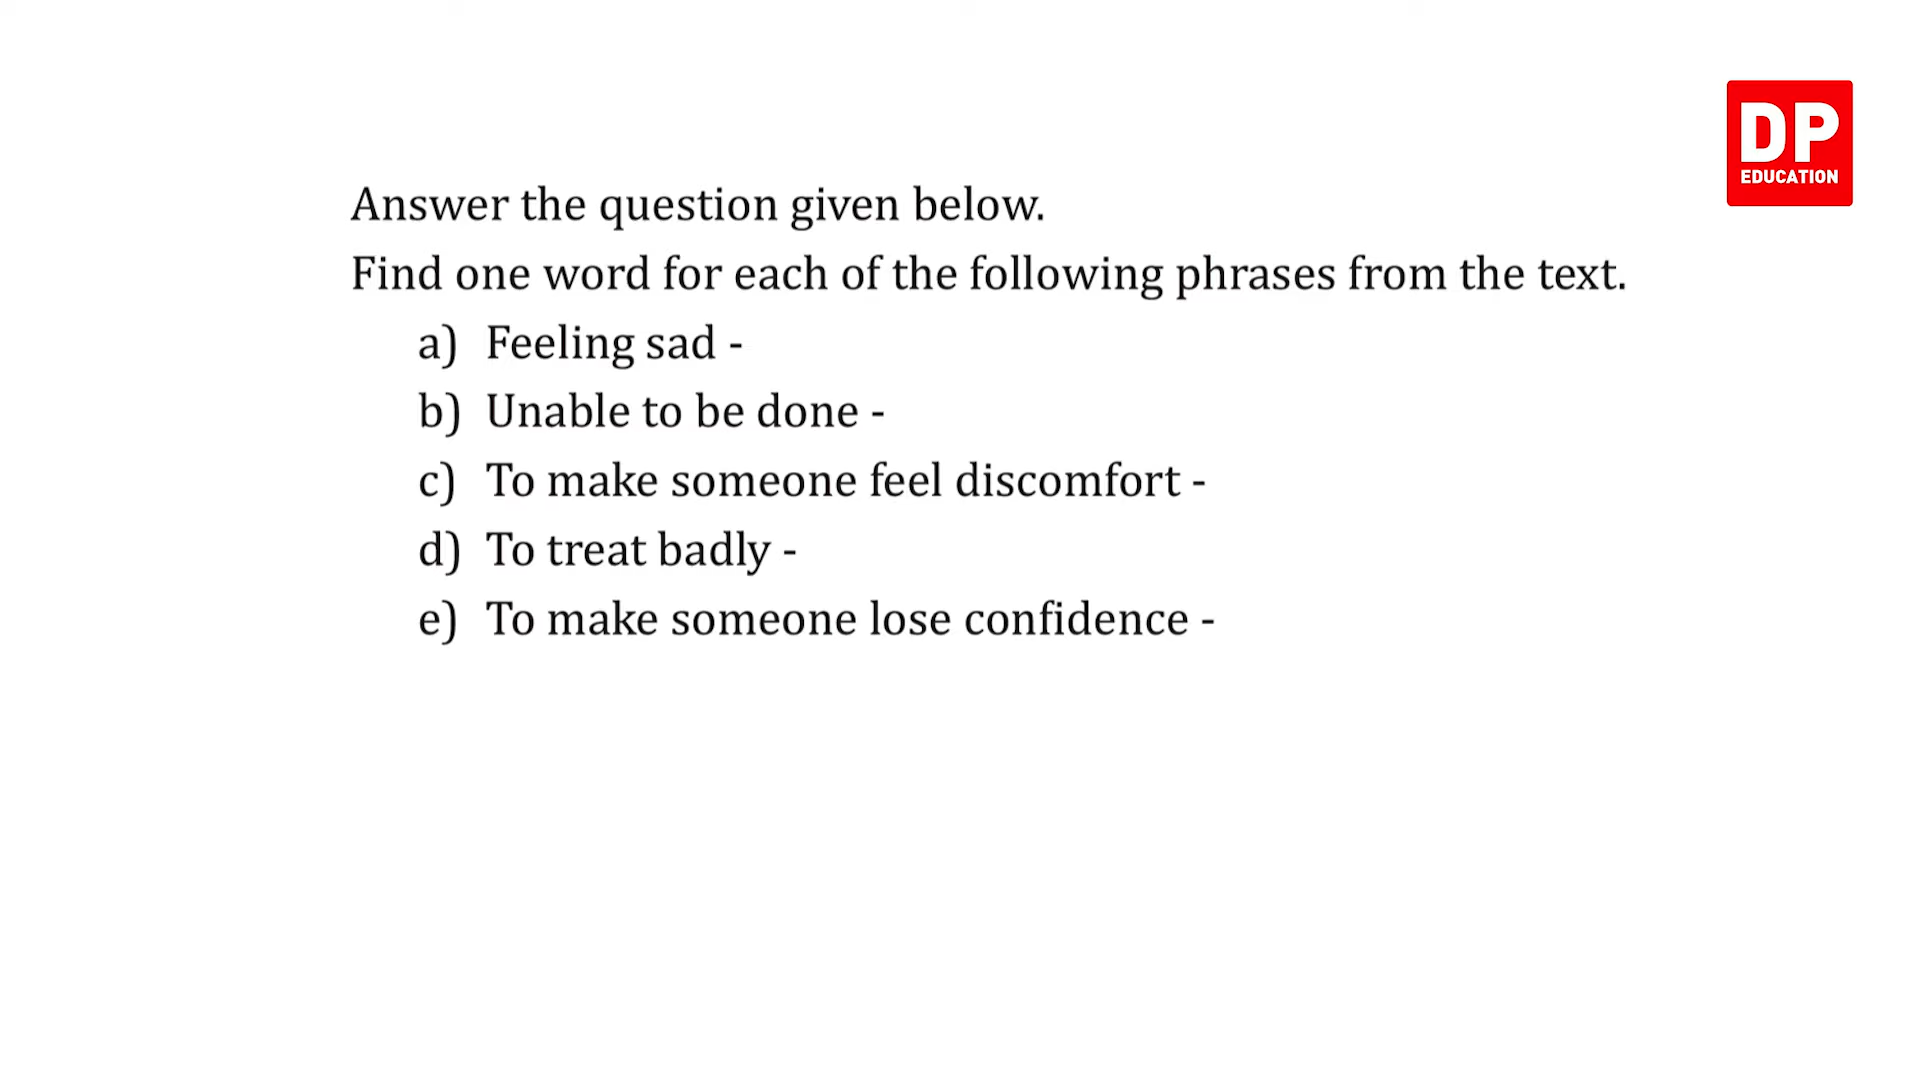 DP
EDUCATION
Answer the question given below.
Find one word for each of the following phrases from the text.
a) Feeling sad -
b) Unable to be done -
c) To make someone feel discomfort -
d) To treat badly -
e) To make someone lose confidence -